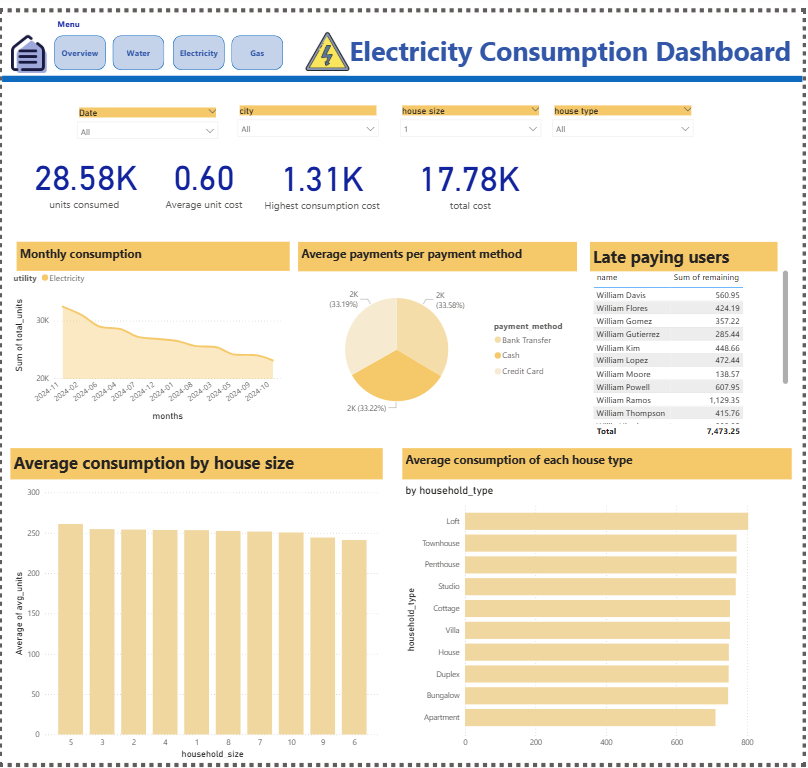 Menu
Overview
Water
Electricity
Gas
Electricity Consumption Dashboard
Date
All
city
All
house size
1
house type
All
28.58K
units consumed
0.60
Average unit cost
1.31K
Highest consumption cost
17.78K
total cost
Monthly consumption
utility Electricity
Sum of total_units
30K
20K
2024-11
2024-02
2024-06
2024-04
2024-07
2024-12
2024-01
2024-08
2024-03
2024-05
2024-09
2024-10
months
Average payments per payment method
2K
(33.19%)
2K
(33.58%)
2K (33.22%)
payment_method
Bank Transfer
Cash
Credit Card
Late paying users
name Sum of remaining
William Davis 560.95
William Flores 424.19
William Gomez 357.22
William Gutierrez 285.44
William Kim 448.66
William Lopez 472.44
William Moore 138.57
William Powell 607.95
William Ramos 1,129.35
William Thompson 415.76
Total 7,473.25
Average consumption by house size
Average of avg_units
300
250
200
150
100
50
0
5 3 2 4 1 8 7 10 9 6
household_size
Average consumption of each house type
by household_type
household_type
Loft
Townhouse
Penthouse
Studio
Cottage
Villa
House
Duplex
Bungalow
Apartment
0 200 400 600 800